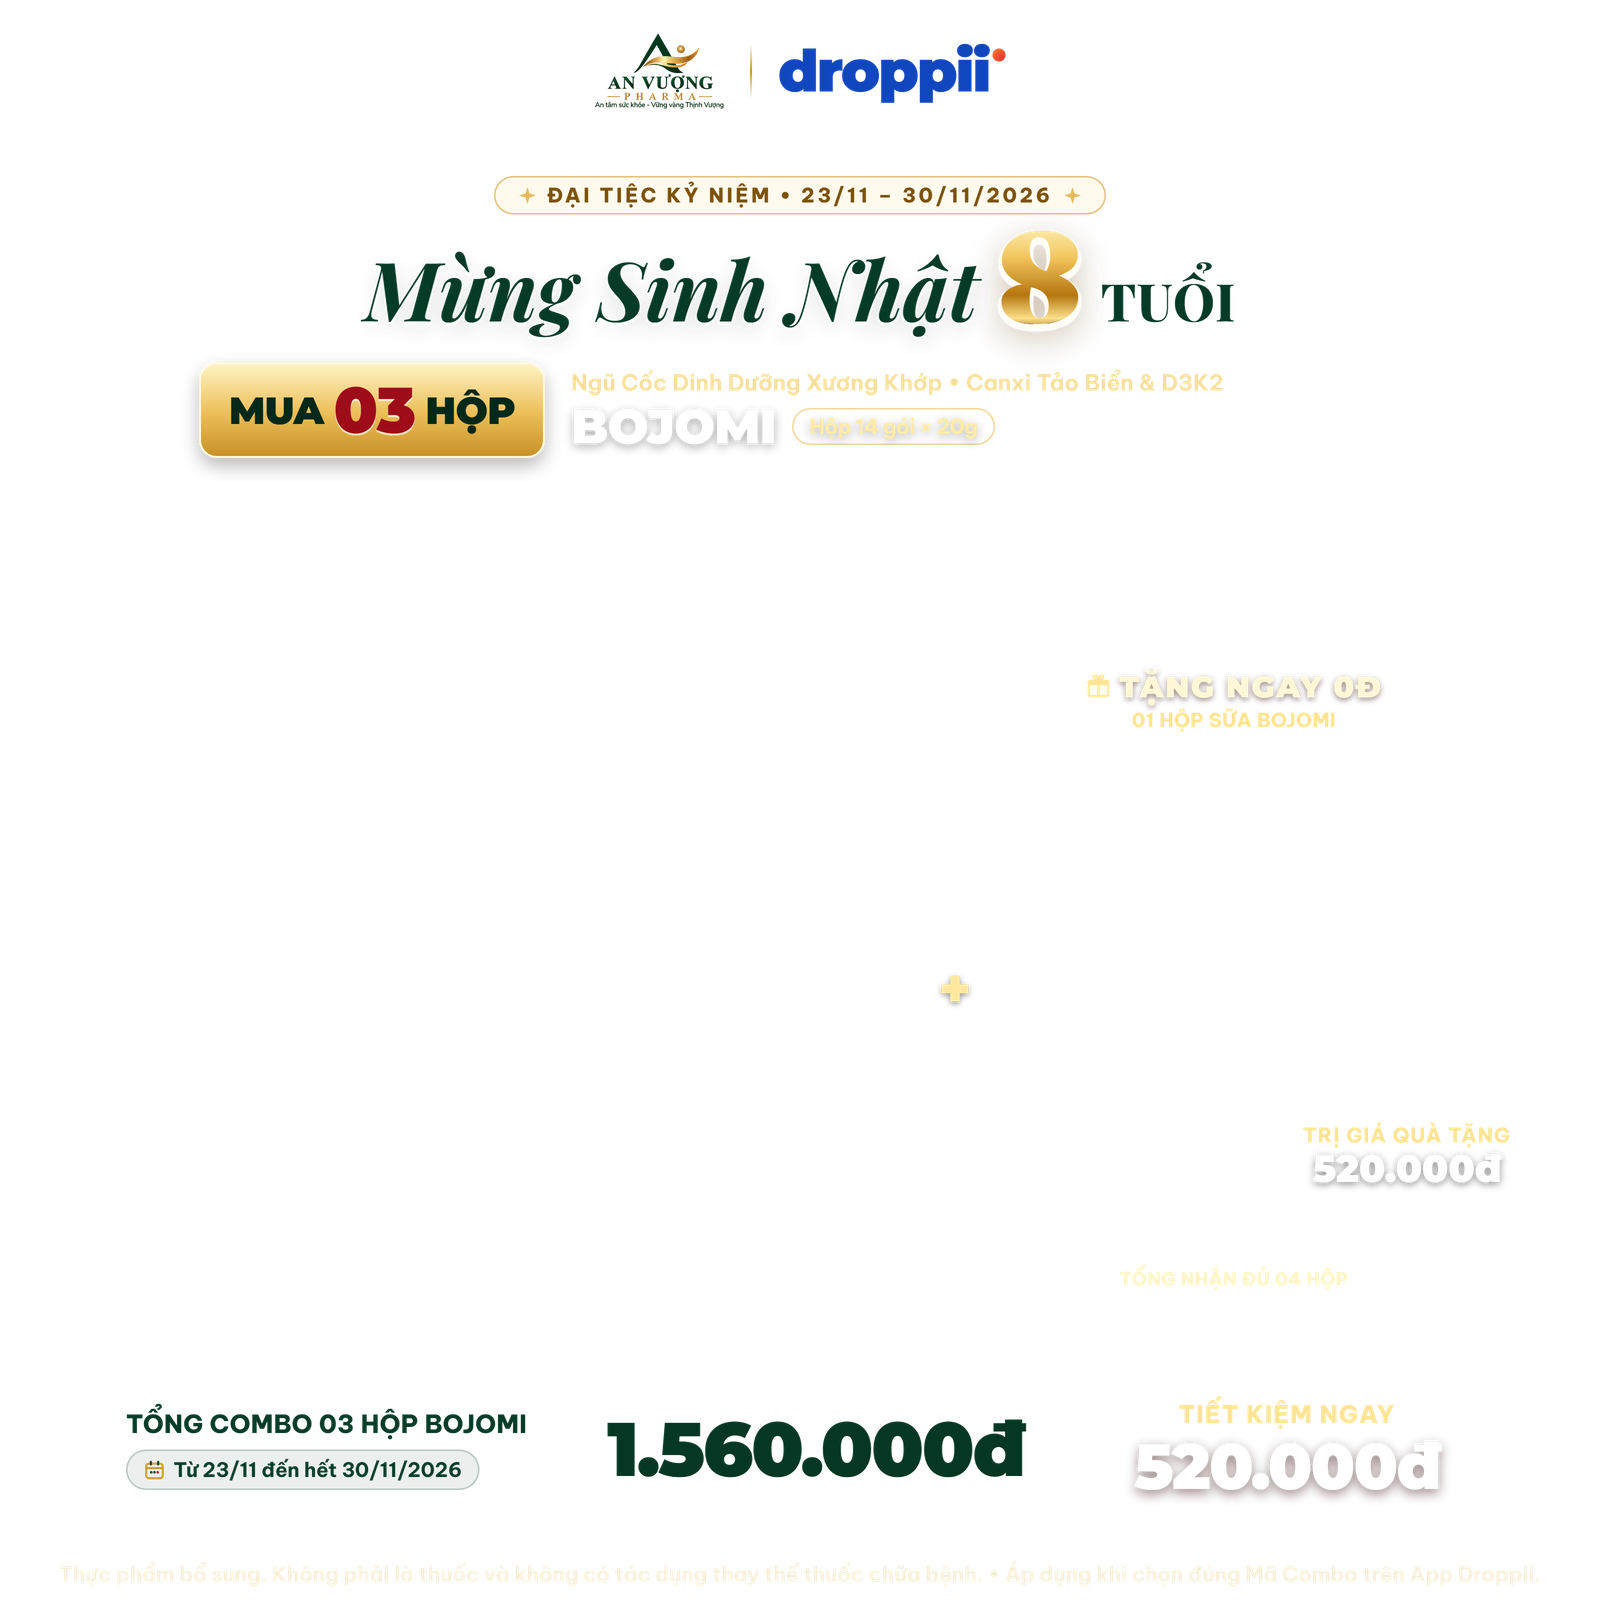 AN VƯỢNG
PHARMA
An tâm sức khỏe - Vững vàng Thịnh Vượng
droppii
ĐẠI TIỆC KỶ NIỆM • 23/11 – 30/11/2026
Mừng Sinh Nhật 8 TUỔI
MUA 03 HỘP
Ngũ Cốc Dinh Dưỡng Xương Khớp • Canxi Tảo Biển & D3K2
BOJOMI
Hộp 14 gói × 20g
TẶNG NGAY 0Đ
01 HỘP SỮA BOJOMI
+
TRỊ GIÁ QUÀ TẶNG
520.000đ
TỔNG NHẬN ĐỦ 04 HỘP
TỔNG COMBO 03 HỘP BOJOMI
Từ 23/11 đến hết 30/11/2026
1.560.000đ
TIẾT KIỆM NGAY
520.000đ
Thực phẩm bổ sung. Không phải là thuốc và không có tác dụng thay thế thuốc chữa bệnh. • Áp dụng khi chọn đúng Mã Combo trên App Droppii.